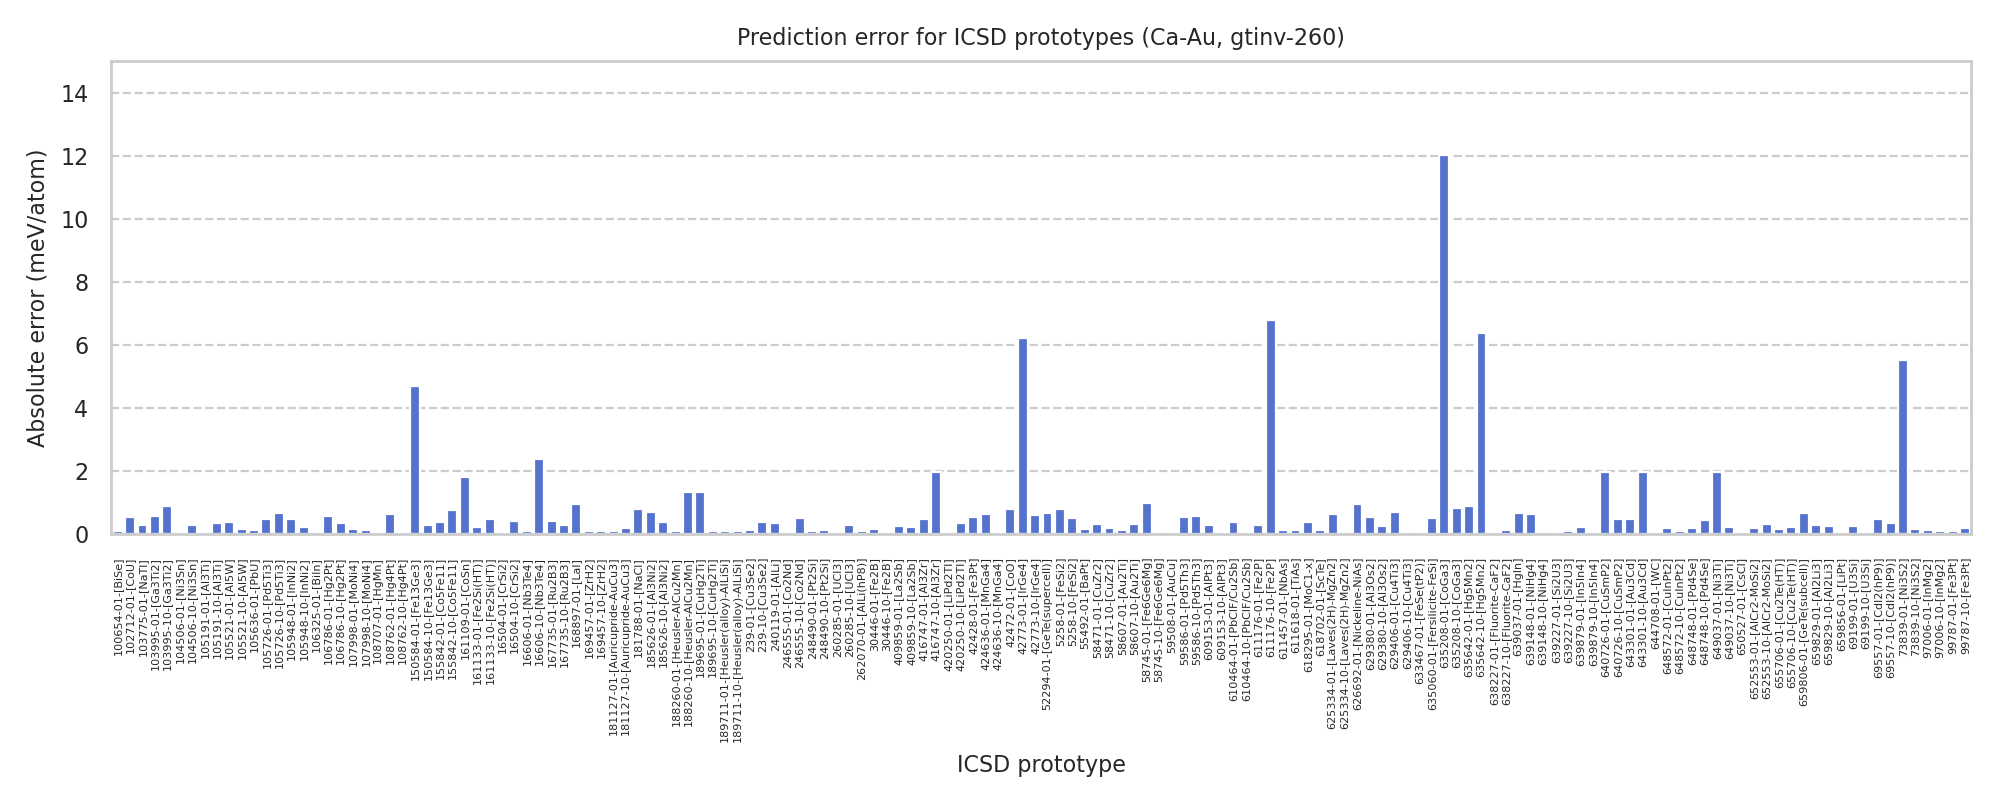 Prediction error for ICSD prototypes (Ca-Au, gtinv-260)
Absolute error (meV/atom)
14
12
10
8
6
4
2
0
100654-01-[BiSe]
102712-01-[CoU]
103775-01-[NaTl]
103995-01-[Ga3Ti2]
103995-10-[Ga3Ti2]
104506-01-[Ni3Sn]
104506-10-[Ni3Sn]
105191-01-[Al3Ti]
105191-10-[Al3Ti]
105521-01-[Al5W]
105521-10-[Al5W]
105636-01-[PbU]
105726-01-[Pd5Ti3]
105726-10-[Pd5Ti3]
105948-01-[InNi2]
105948-10-[InNi2]
106325-01-[BiIn]
106786-01-[Hg2Pt]
106786-10-[Hg2Pt]
107998-01-[MoNi4]
107998-10-[MoNi4]
108707-01-[HgMn]
108762-01-[Hg4Pt]
108762-10-[Hg4Pt]
150584-01-[Fe13Ge3]
150584-10-[Fe13Ge3]
155842-01-[Co5Fe11]
155842-10-[Co5Fe11]
161109-01-[CoSn]
161133-01-[Fe2Si(HT)]
161133-10-[Fe2Si(HT)]
16504-01-[CrSi2]
16504-10-[CrSi2]
16606-01-[Nb3Te4]
16606-10-[Nb3Te4]
167735-01-[Ru2B3]
167735-10-[Ru2B3]
168897-01-[LaI]
169457-01-[ZrH2]
169457-10-[ZrH2]
181127-01-[Auricupride-AuCu3]
181127-10-[Auricupride-AuCu3]
181788-01-[NaCl]
185626-01-[Al3Ni2]
185626-10-[Al3Ni2]
188260-01-[Heusler-AlCu2Mn]
188260-10-[Heusler-AlCu2Mn]
189695-01-[CuHg2Ti]
189695-10-[CuHg2Ti]
189711-01-[Heusler(alloy)-AlLiSi]
189711-10-[Heusler(alloy)-AlLiSi]
239-01-[Cu3Se2]
239-10-[Cu3Se2]
240119-01-[AlLi]
246555-01-[Co2Nd]
246555-10-[Co2Nd]
248490-01-[Pt2Si]
248490-10-[Pt2Si]
260285-01-[UCl3]
260285-10-[UCl3]
262070-01-[AlLi(hP8)]
30446-01-[Fe2B]
30446-10-[Fe2B]
409859-01-[La2Sb]
409859-10-[La2Sb]
416747-01-[Al3Zr]
416747-10-[Al3Zr]
420250-01-[LiPd2Tl]
420250-10-[LiPd2Tl]
42428-01-[Fe3Pt]
424636-01-[MnGa4]
424636-10-[MnGa4]
42472-01-[CoO]
42773-01-[IrGe4]
42773-10-[IrGe4]
52294-01-[GeTe(supercell)]
5258-01-[FeSi2]
5258-10-[FeSi2]
55492-01-[BaPt]
58471-01-[CuZr2]
58471-10-[CuZr2]
58607-01-[Au2Ti]
58607-10-[Au2Ti]
58745-01-[Fe6Ge6Mg]
58745-10-[Fe6Ge6Mg]
59508-01-[AuCu]
59586-01-[Pd5Th3]
59586-10-[Pd5Th3]
609153-01-[AlPt3]
609153-10-[AlPt3]
610464-01-[PbClF/Cu2Sb]
610464-10-[PbClF/Cu2Sb]
611176-01-[Fe2P]
611176-10-[Fe2P]
611457-01-[NbAs]
611618-01-[TiAs]
618295-01-[MoC1-x]
618702-01-[ScTe]
625334-01-[Laves(2H)-MgZn2]
625334-10-[Laves(2H)-MgZn2]
626692-01-[Nickeline-NiAs]
629380-01-[Al3Os2]
629380-10-[Al3Os2]
629406-01-[Cu4Ti3]
629406-10-[Cu4Ti3]
633467-01-[FeSe(tP2)]
635060-01-[Fersilicite-FeSi]
635208-01-[CoGa3]
635208-10-[CoGa3]
635642-01-[Hg5Mn2]
635642-10-[Hg5Mn2]
638227-01-[Fluorite-CaF2]
638227-10-[Fluorite-CaF2]
639037-01-[HgIn]
639148-01-[NiHg4]
639148-10-[NiHg4]
639227-01-[Si2U3]
639227-10-[Si2U3]
639879-01-[In5In4]
639879-10-[In5In4]
640726-01-[CuSmP2]
640726-10-[CuSmP2]
643301-01-[Au3Cd]
643301-10-[Au3Cd]
644708-01-[WC]
648572-01-[CuInPt2]
648572-10-[CuInPt2]
648748-01-[Pd4Se]
648748-10-[Pd4Se]
649037-01-[Ni3Ti]
649037-10-[Ni3Ti]
650527-01-[CsCl]
652553-01-[AlCr2-MoSi2]
652553-10-[AlCr2-MoSi2]
655706-01-[Cu2Te(HT)]
655706-10-[Cu2Te(HT)]
659806-01-[GeTe(subcell)]
659829-01-[Al2Li3]
659829-10-[Al2Li3]
659856-01-[LiPt]
69199-01-[U3Si]
69199-10-[U3Si]
69557-01-[CdI2(hP9)]
69557-10-[CdI2(hP9)]
73839-01-[Ni3S2]
73839-10-[Ni3S2]
97006-01-[InMg2]
97006-10-[InMg2]
99787-01-[Fe3Pt]
99787-10-[Fe3Pt]
ICSD prototype